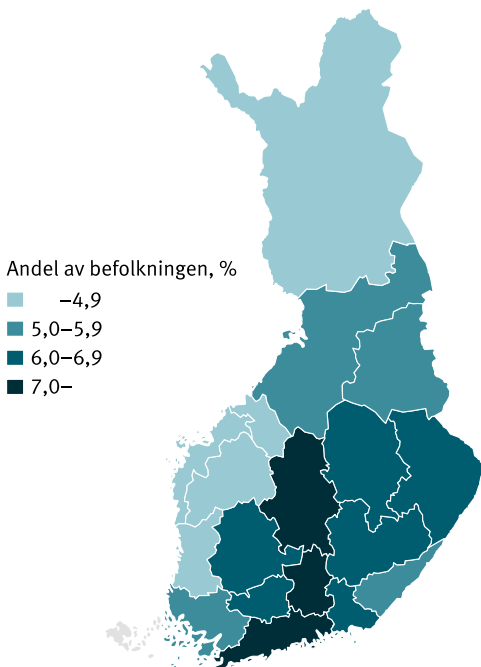 Andel av befolkningen, %
–4,9
5,0–5,9
6,0–6,9
7,0–